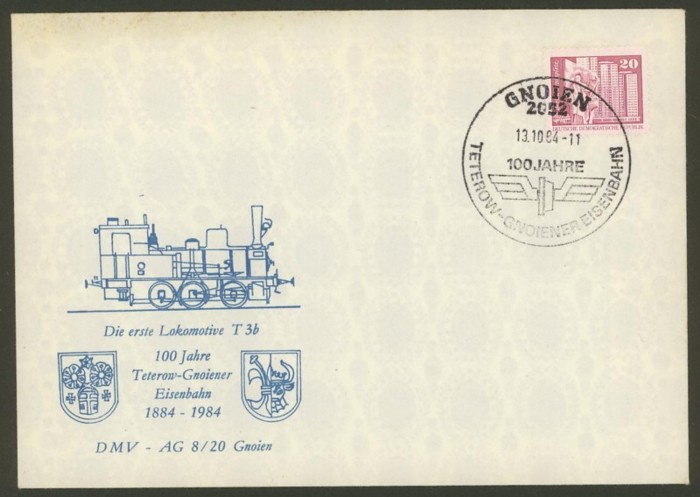 20
DEUTSCHE DEMOKRATISCHE REPUBLIK
GNOIEN
2052
13.10.84-11
100 JAHRE
TETEROW-GNOIENER EISENBAHN
Die erste Lokomotive T 3b
100 Jahre
Teterow-Gnoiener
Eisenbahn
1884 - 1984
DMV - AG 8/20 Gnoien